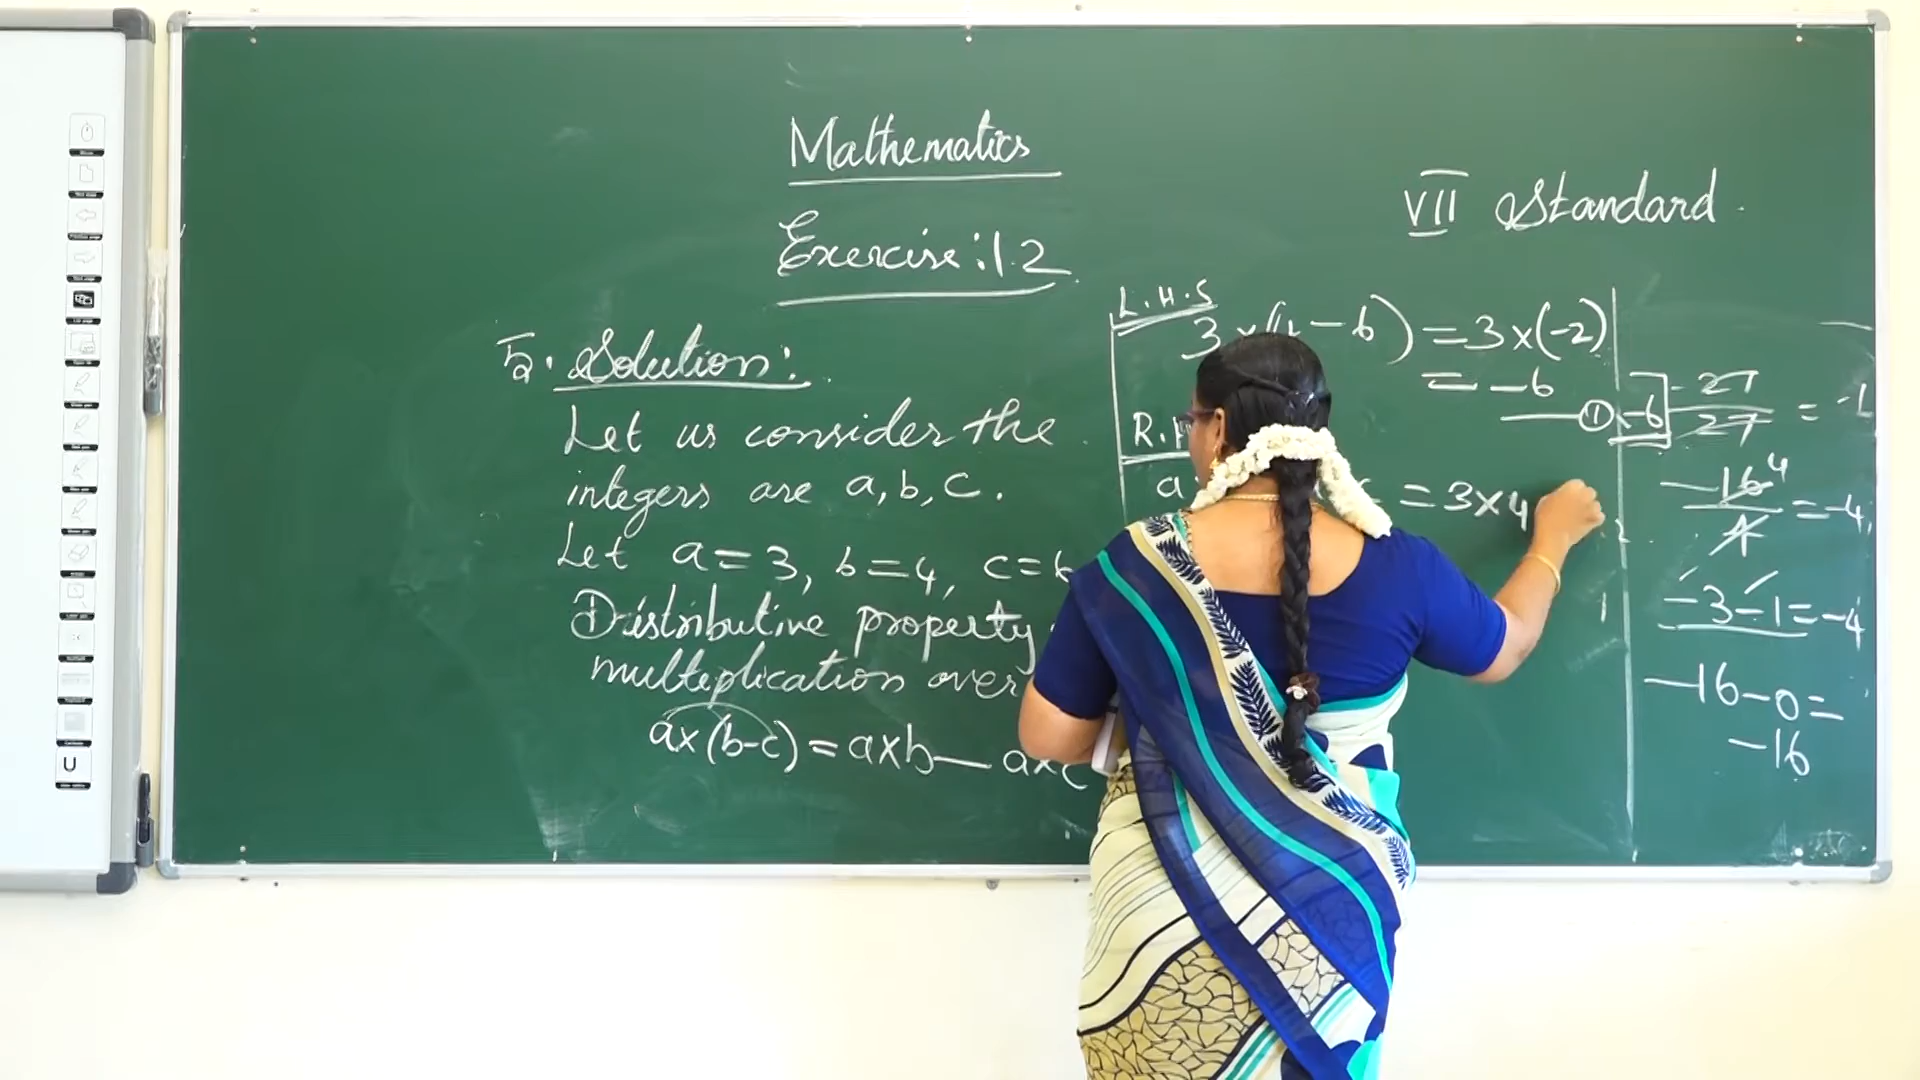 Mathematics
Exercise: 1.2
VII Standard
5. Solution:
Let us consider the
integers are a, b, c.
Let a = 3, b = 4, c = 6
Distributive property
multiplication over
a×(b-c) = a×b — a×c
L.H.S
3 ×(4 - 6) = 3×(-2)
= -6
①
R.H
a = 3×4
-6
-27/27 = -1
-16 4/4 = -4
-3-1 = -4
-16-0 =
-16